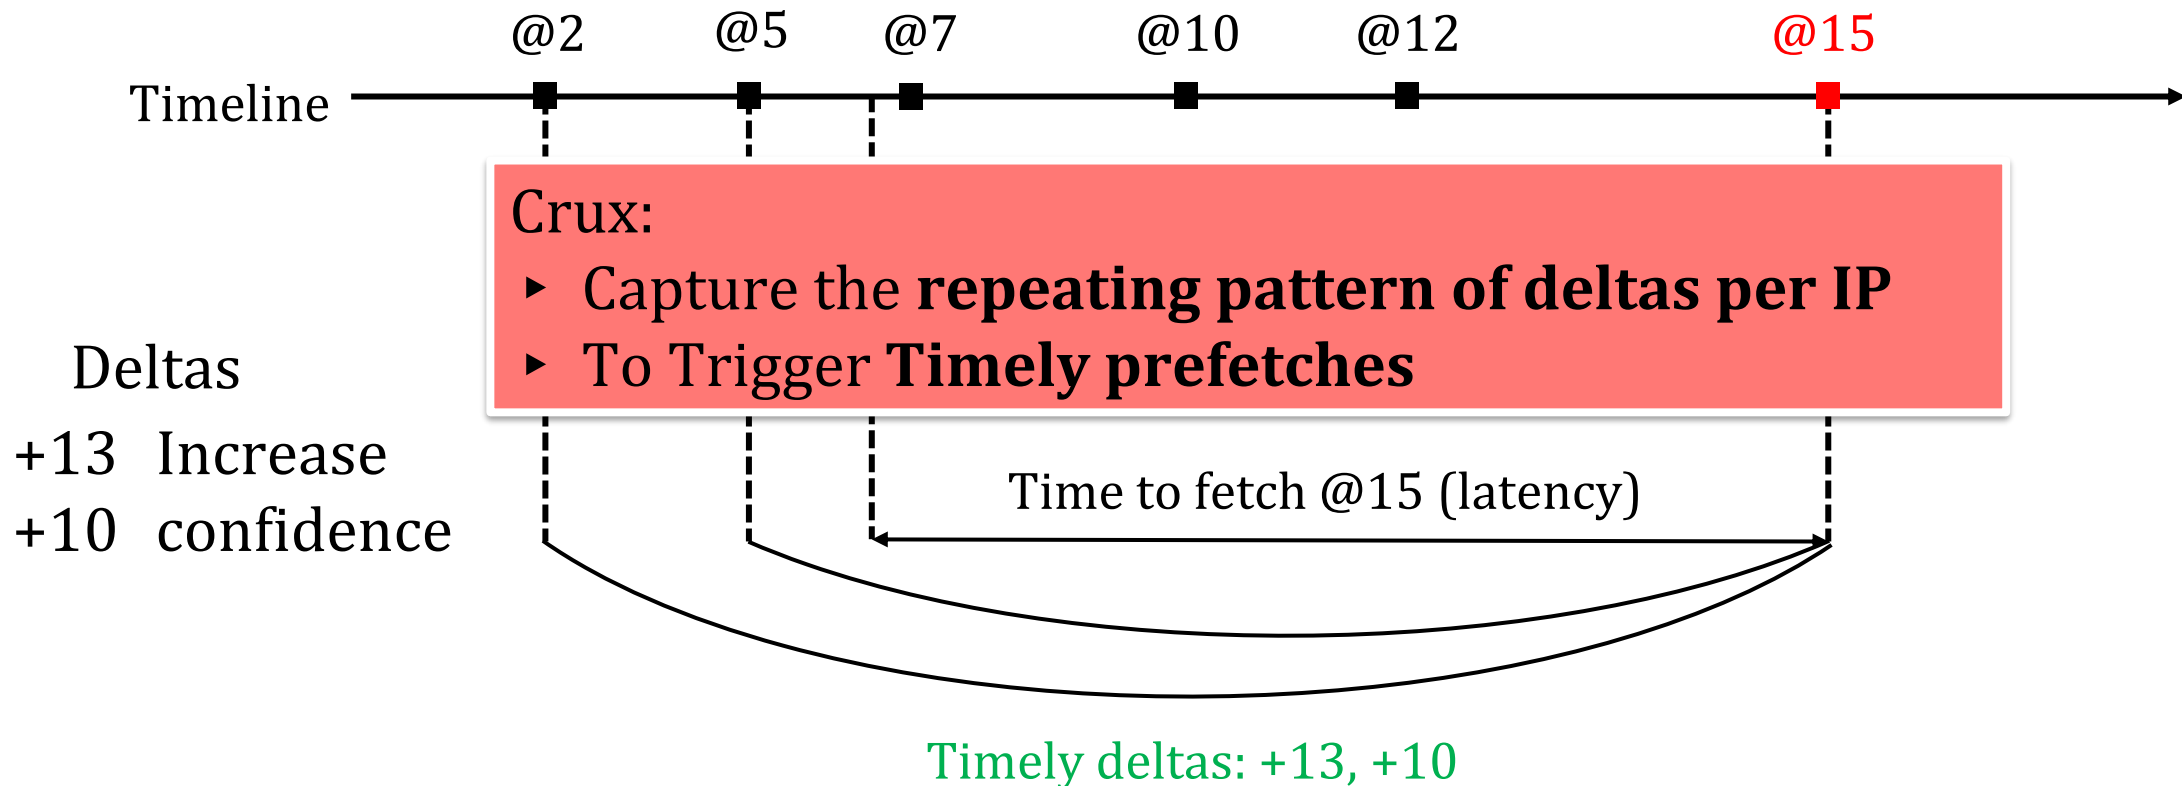 @2 @5 @7 @10 @12 @15
Timeline
Crux:
▸ Capture the repeating pattern of deltas per IP
▸ To Trigger Timely prefetches
Deltas
+13 Increase
+10 confidence
Time to fetch @15 (latency)
Timely deltas: +13, +10